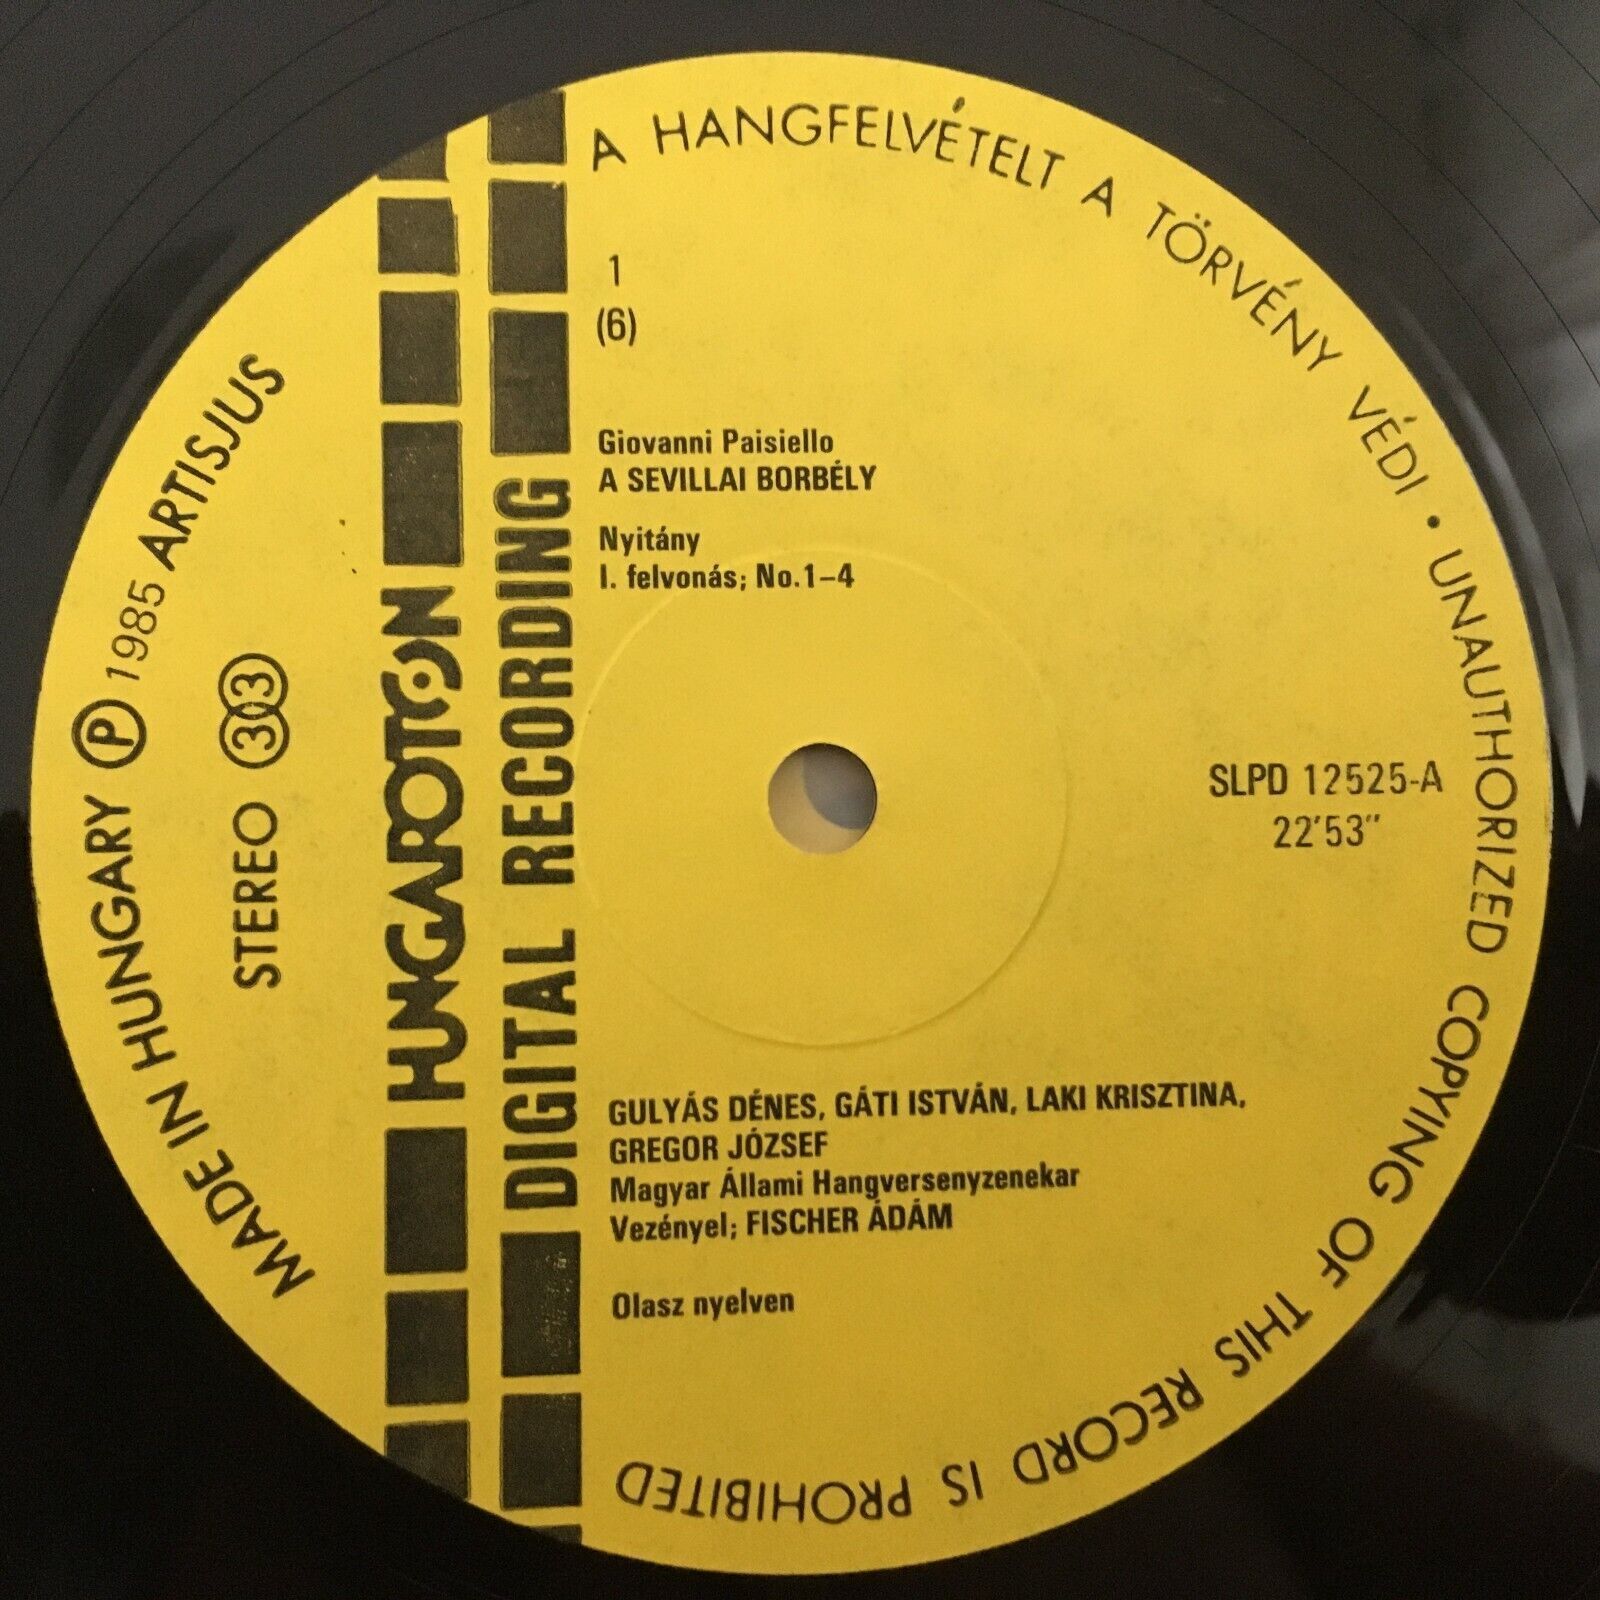 A HANGFELVÉTELT A TÖRVÉNY VÉDI • UNAUTHORIZED COPYING OF THIS RECORD IS PROHIBITED
MADE IN HUNGARY Ⓟ 1985 ARTISJUS
STEREO 33
HUNGAROTON
DIGITAL RECORDING
1
(6)
Giovanni Paisiello
A SEVILLAI BORBÉLY
Nyitány
I. felvonás; No.1–4
SLPD 12525-A
22'53"
GULYÁS DÉNES, GÁTI ISTVÁN, LAKI KRISZTINA,
GREGOR JÓZSEF
Magyar Állami Hangversenyzenekar
Vezényel; FISCHER ÁDÁM
Olasz nyelven